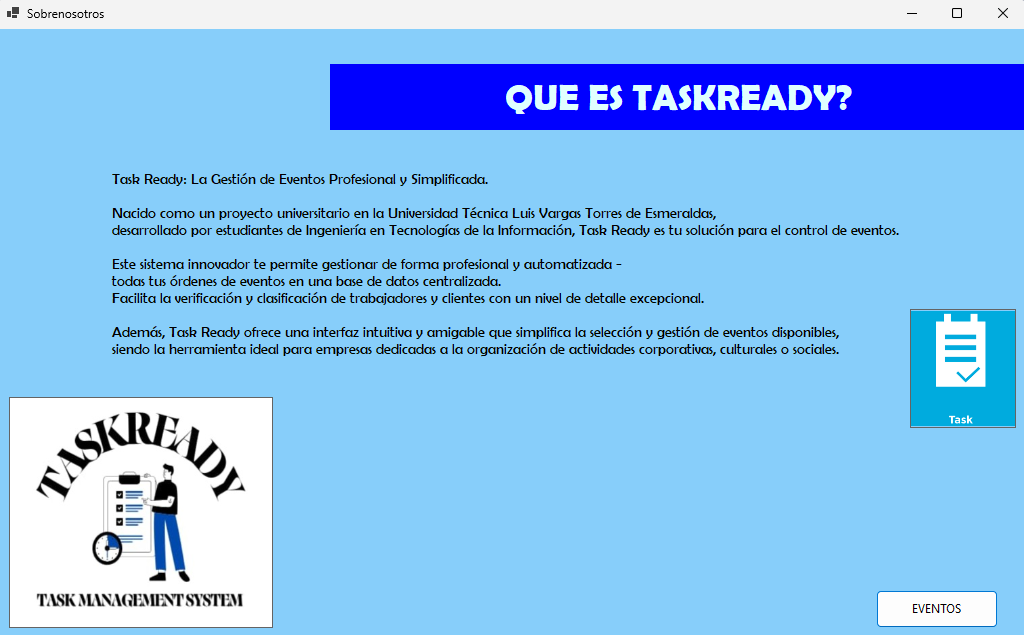 Sobrenosotros
QUE ES TASKREADY?
Task Ready: La Gestión de Eventos Profesional y Simplificada.
Nacido como un proyecto universitario en la Universidad Técnica Luis Vargas Torres de Esmeraldas,
desarrollado por estudiantes de Ingeniería en Tecnologías de la Información, Task Ready es tu solución para el control de eventos.
Este sistema innovador te permite gestionar de forma profesional y automatizada -
todas tus órdenes de eventos en una base de datos centralizada.
Facilita la verificación y clasificación de trabajadores y clientes con un nivel de detalle excepcional.
Además, Task Ready ofrece una interfaz intuitiva y amigable que simplifica la selección y gestión de eventos disponibles,
siendo la herramienta ideal para empresas dedicadas a la organización de actividades corporativas, culturales o sociales.
Task
TASKREADY
TASK MANAGEMENT SYSTEM
EVENTOS